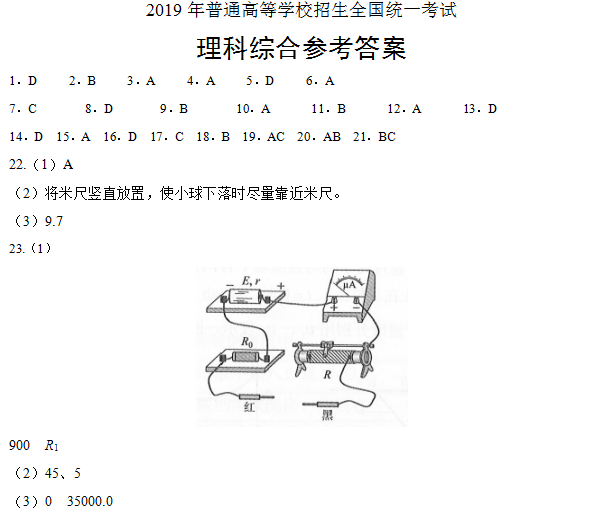 2019 年普通高等学校招生全国统一考试
理科综合参考答案
1．D 2．B 3．A 4．A 5．D 6．A
7．C 8．D 9．B 10．A 11．B 12．A 13．D
14．D 15．A 16．D 17．C 18．B 19．AC 20．AB 21．BC
22.（1）A
（2）将米尺竖直放置，使小球下落时尽量靠近米尺。
（3）9.7
23.（1）
E, r
− +
μA
+ −
R₀
R
红 黑
900 R₁
（2）45、5
（3）0 35000.0